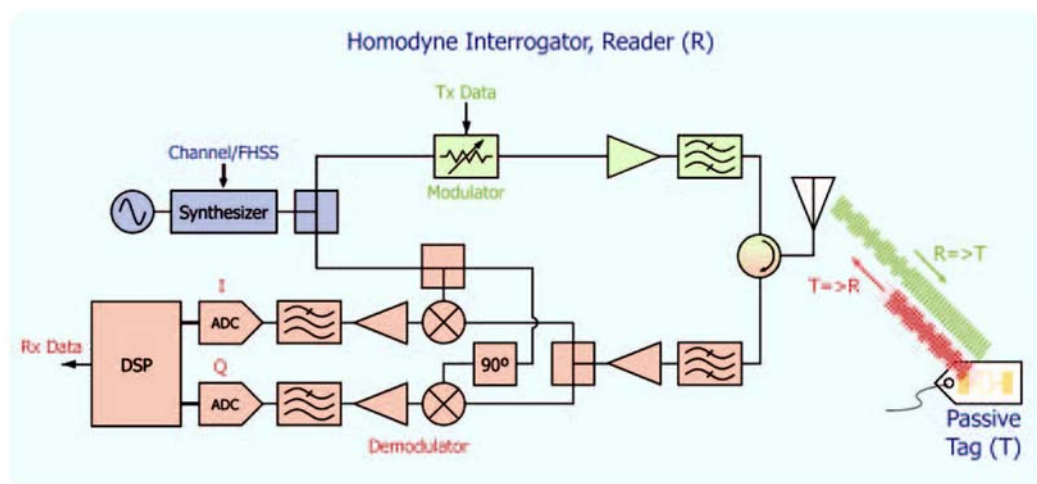 Homodyne Interrogator, Reader (R)
Tx Data
Channel/FHSS
Modulator
Synthesizer
R=>T
T=>R
I
ADC
Rx Data
DSP
90º
Q
ADC
Demodulator
Passive
Tag (T)